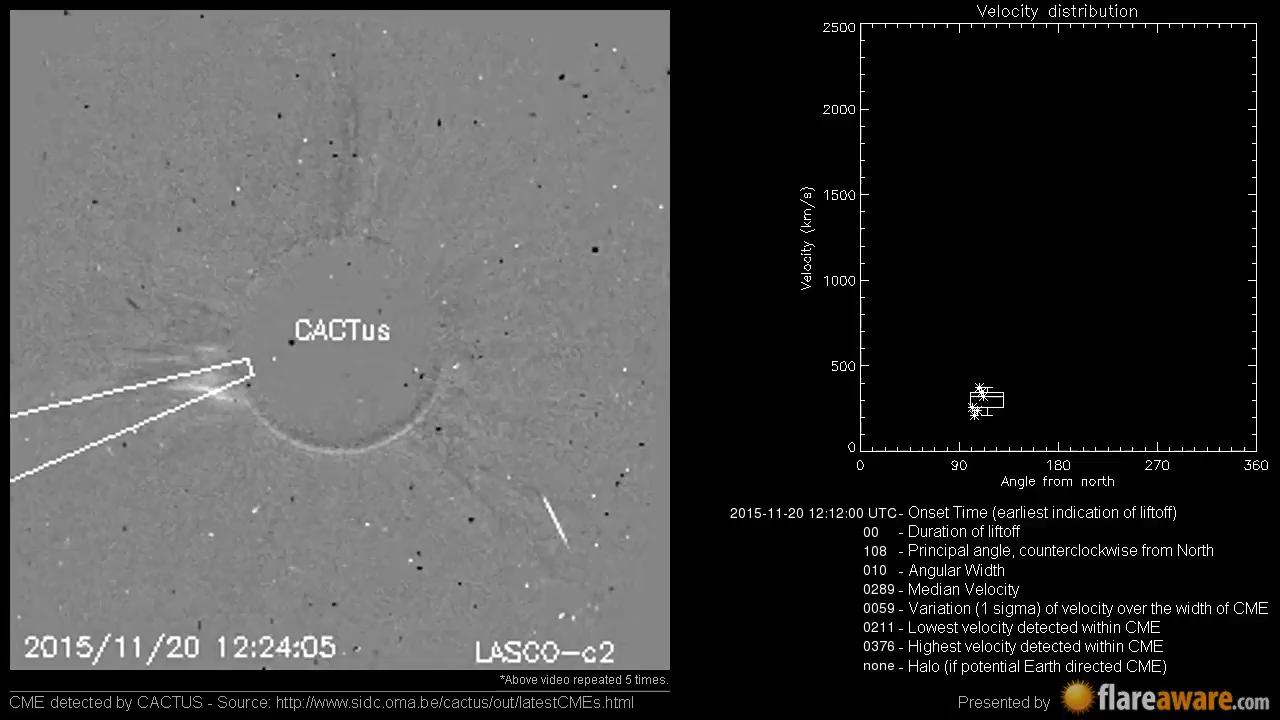 CACTus
2015/11/20 12:24:05
LASCO-c2
*Above video repeated 5 times.
CME detected by CACTUS - Source: http://www.sidc.oma.be/cactus/out/latestCMEs.html
Velocity distribution
2500
2000
1500
1000
500
0
Velocity (km/s)
0 90 180 270 360
Angle from north
2015-11-20 12:12:00 UTC - Onset Time (earliest indication of liftoff)
00 - Duration of liftoff
108 - Principal angle, counterclockwise from North
010 - Angular Width
0289 - Median Velocity
0059 - Variation (1 sigma) of velocity over the width of CME
0211 - Lowest velocity detected within CME
0376 - Highest velocity detected within CME
none - Halo (if potential Earth directed CME)
Presented by flareaware.com